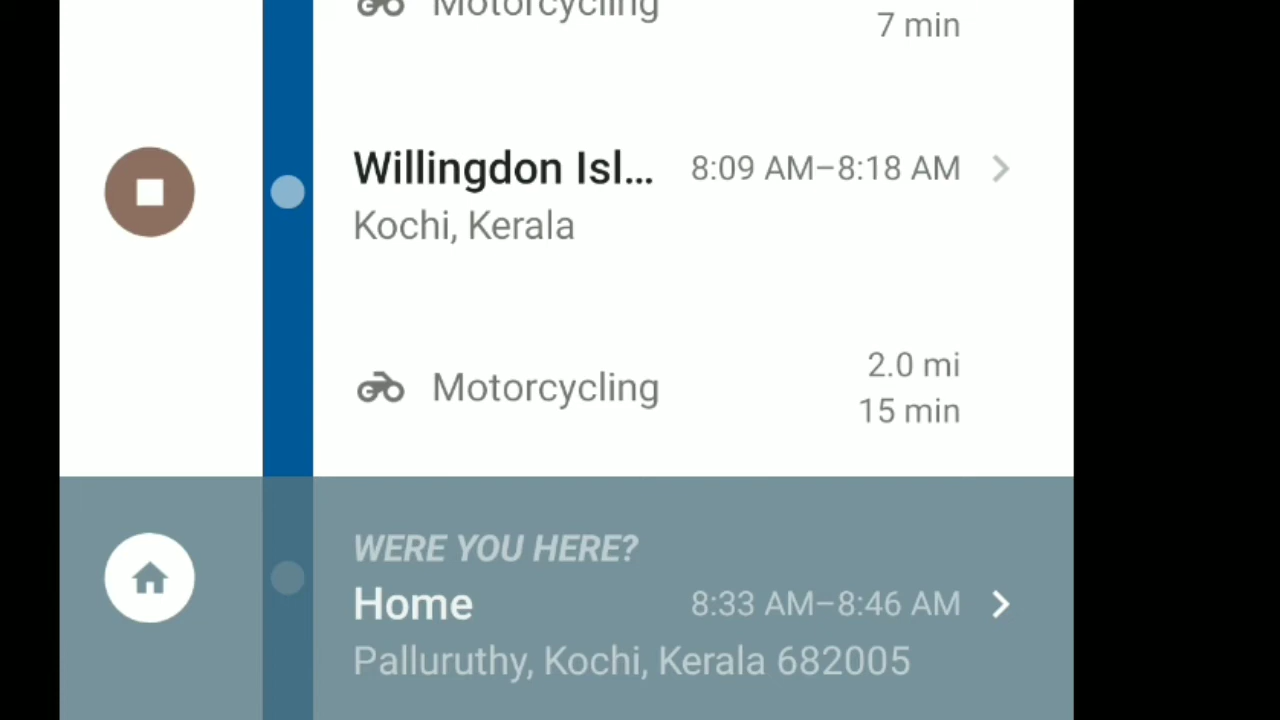 Motorcycling
7 min
Willingdon Isl... 8:09 AM–8:18 AM
Kochi, Kerala
2.0 mi
Motorcycling
15 min
WERE YOU HERE?
Home 8:33 AM–8:46 AM
Palluruthy, Kochi, Kerala 682005